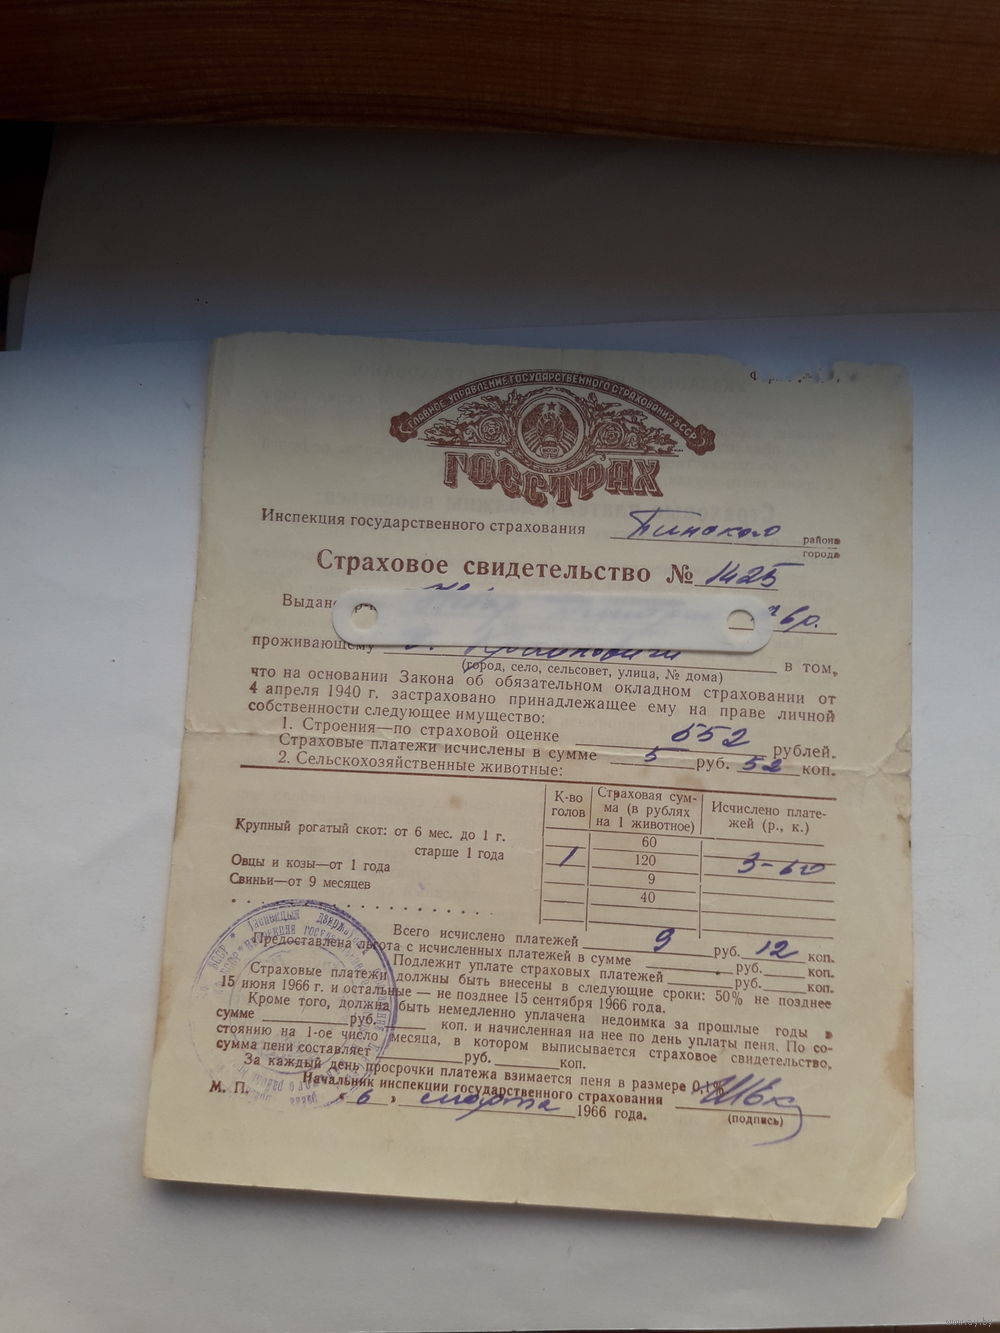 ГЛАВНОЕ УПРАВЛЕНИЕ ГОСУДАРСТВЕННОГО СТРАХОВАНИЯ БССР
БССР
ГОССТРАХ
Инспекция государственного страхования Пинского района
города
Страховое свидетельство № 1425
Выдано гр-н
проживающему
(город, село, сельсовет, улица, № дома) в том,
что на основании Закона об обязательном окладном страховании от
4 апреля 1940 г. застраховано принадлежащее ему на праве личной
собственности следующее имущество:
1. Строения—по страховой оценке 552 рублей.
Страховые платежи исчислены в сумме 5 руб. 52 коп.
2. Сельскохозяйственные животные:
К-во голов
Страховая сумма (в рублях на 1 животное)
Исчислено платежей (р., к.)
Крупный рогатый скот: от 6 мес. до 1 г. 60
старше 1 года 1 120 3-60
Овцы и козы—от 1 года 9
Свиньи—от 9 месяцев 40
Всего исчислено платежей 9 руб. 12 коп.
Предоставлена льгота с исчисленных платежей в сумме руб. коп.
Подлежит уплате страховых платежей руб. коп.
Страховые платежи должны быть внесены в следующие сроки: 50% не позднее
15 июня 1966 г. и остальные — не позднее 15 сентября 1966 года.
Кроме того, должна быть немедленно уплачена недоимка за прошлые годы в
сумме руб. коп. и начисленная на нее по день уплаты пеня. По со-
стоянию на 1-ое число месяца, в котором выписывается страховое свидетельство,
сумма пени составляет руб. коп.
За каждый день просрочки платежа взимается пеня в размере 0,1%
Начальник инспекции государственного страхования
М. П. « 6 » марта 1966 года.
(подпись)